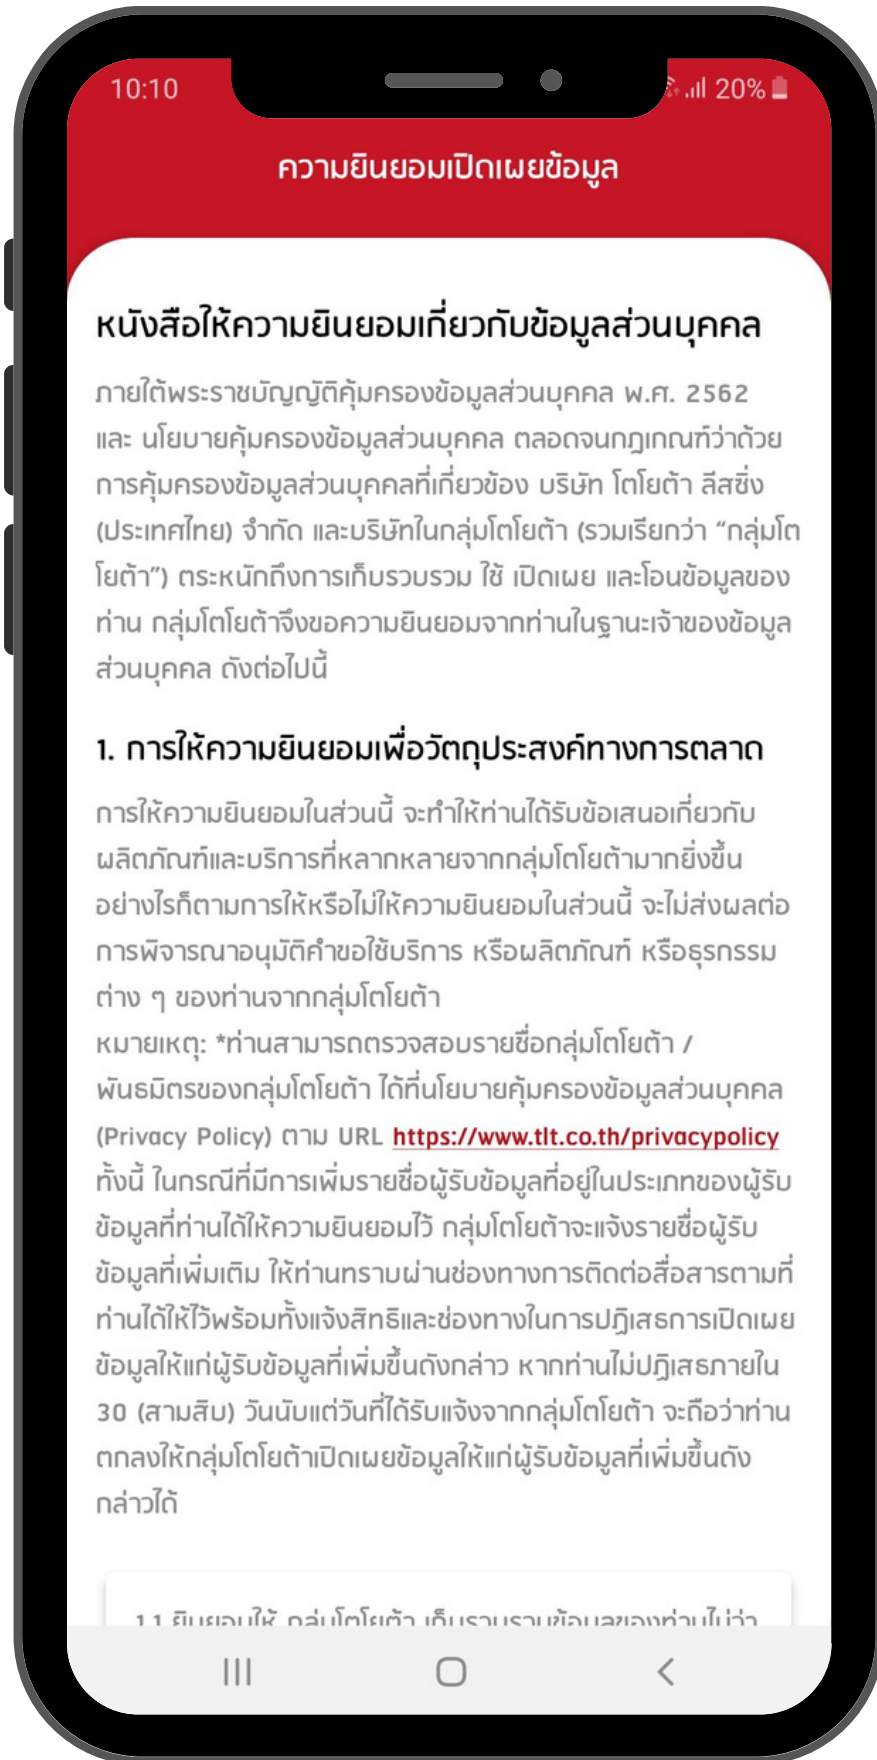 10:10
20%
ความยินยอมเปิดเผยข้อมูล
หนังสือให้ความยินยอมเกี่ยวกับข้อมูลส่วนบุคคล
ภายใต้พระราชบัญญัติคุ้มครองข้อมูลส่วนบุคคล พ.ศ. 2562
และ นโยบายคุ้มครองข้อมูลส่วนบุคคล ตลอดจนกฎเกณฑ์ว่าด้วย
การคุ้มครองข้อมูลส่วนบุคคลที่เกี่ยวข้อง บริษัท โตโยต้า ลีสซิ่ง
(ประเทศไทย) จำกัด และบริษัทในกลุ่มโตโยต้า (รวมเรียกว่า “กลุ่มโต
โยต้า”) ตระหนักถึงการเก็บรวบรวม ใช้ เปิดเผย และโอนข้อมูลของ
ท่าน กลุ่มโตโยต้าจึงขอความยินยอมจากท่านในฐานะเจ้าของข้อมูล
ส่วนบุคคล ดังต่อไปนี้
1. การให้ความยินยอมเพื่อวัตถุประสงค์ทางการตลาด
การให้ความยินยอมในส่วนนี้ จะทำให้ท่านได้รับข้อเสนอเกี่ยวกับ
ผลิตภัณฑ์และบริการที่หลากหลายจากกลุ่มโตโยต้ามากยิ่งขึ้น
อย่างไรก็ตามการให้หรือไม่ให้ความยินยอมในส่วนนี้ จะไม่ส่งผลต่อ
การพิจารณาอนุมัติคำขอใช้บริการ หรือผลิตภัณฑ์ หรือธุรกรรม
ต่าง ๆ ของท่านจากกลุ่มโตโยต้า
หมายเหตุ: *ท่านสามารถตรวจสอบรายชื่อกลุ่มโตโยต้า /
พันธมิตรของกลุ่มโตโยต้า ได้ที่นโยบายคุ้มครองข้อมูลส่วนบุคคล
(Privacy Policy) ตาม URL https://www.tlt.co.th/privacypolicy
ทั้งนี้ ในกรณีที่มีการเพิ่มรายชื่อผู้รับข้อมูลที่อยู่ในประเภทของผู้รับ
ข้อมูลที่ท่านได้ให้ความยินยอมไว้ กลุ่มโตโยต้าจะแจ้งรายชื่อผู้รับ
ข้อมูลที่เพิ่มเติม ให้ท่านทราบผ่านช่องทางการติดต่อสื่อสารตามที่
ท่านได้ให้ไว้พร้อมทั้งแจ้งสิทธิและช่องทางในการปฏิเสธการเปิดเผย
ข้อมูลให้แก่ผู้รับข้อมูลที่เพิ่มขึ้นดังกล่าว หากท่านไม่ปฏิเสธภายใน
30 (สามสิบ) วันนับแต่วันที่ได้รับแจ้งจากกลุ่มโตโยต้า จะถือว่าท่าน
ตกลงให้กลุ่มโตโยต้าเปิดเผยข้อมูลให้แก่ผู้รับข้อมูลที่เพิ่มขึ้นดัง
กล่าวได้
1.1 ยินยอมให้ กลุ่มโตโยต้า เก็บรวบรวมข้อมูลของท่านไม่ว่า